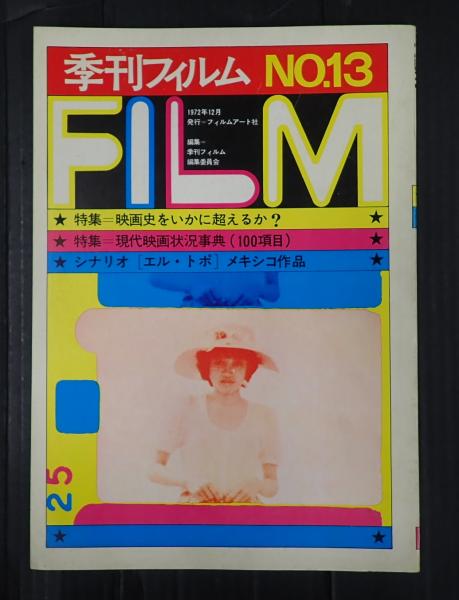 季刊フィルム NO.13
FILM
1972年12月
発行=フィルムアート社
編集=
季刊フィルム
編集委員会
★ 特集=映画史をいかに超えるか? ★
★ 特集=現代映画状況事典(100項目) ★
★ シナリオ [エル・トポ] メキシコ作品 ★
25
★ ★